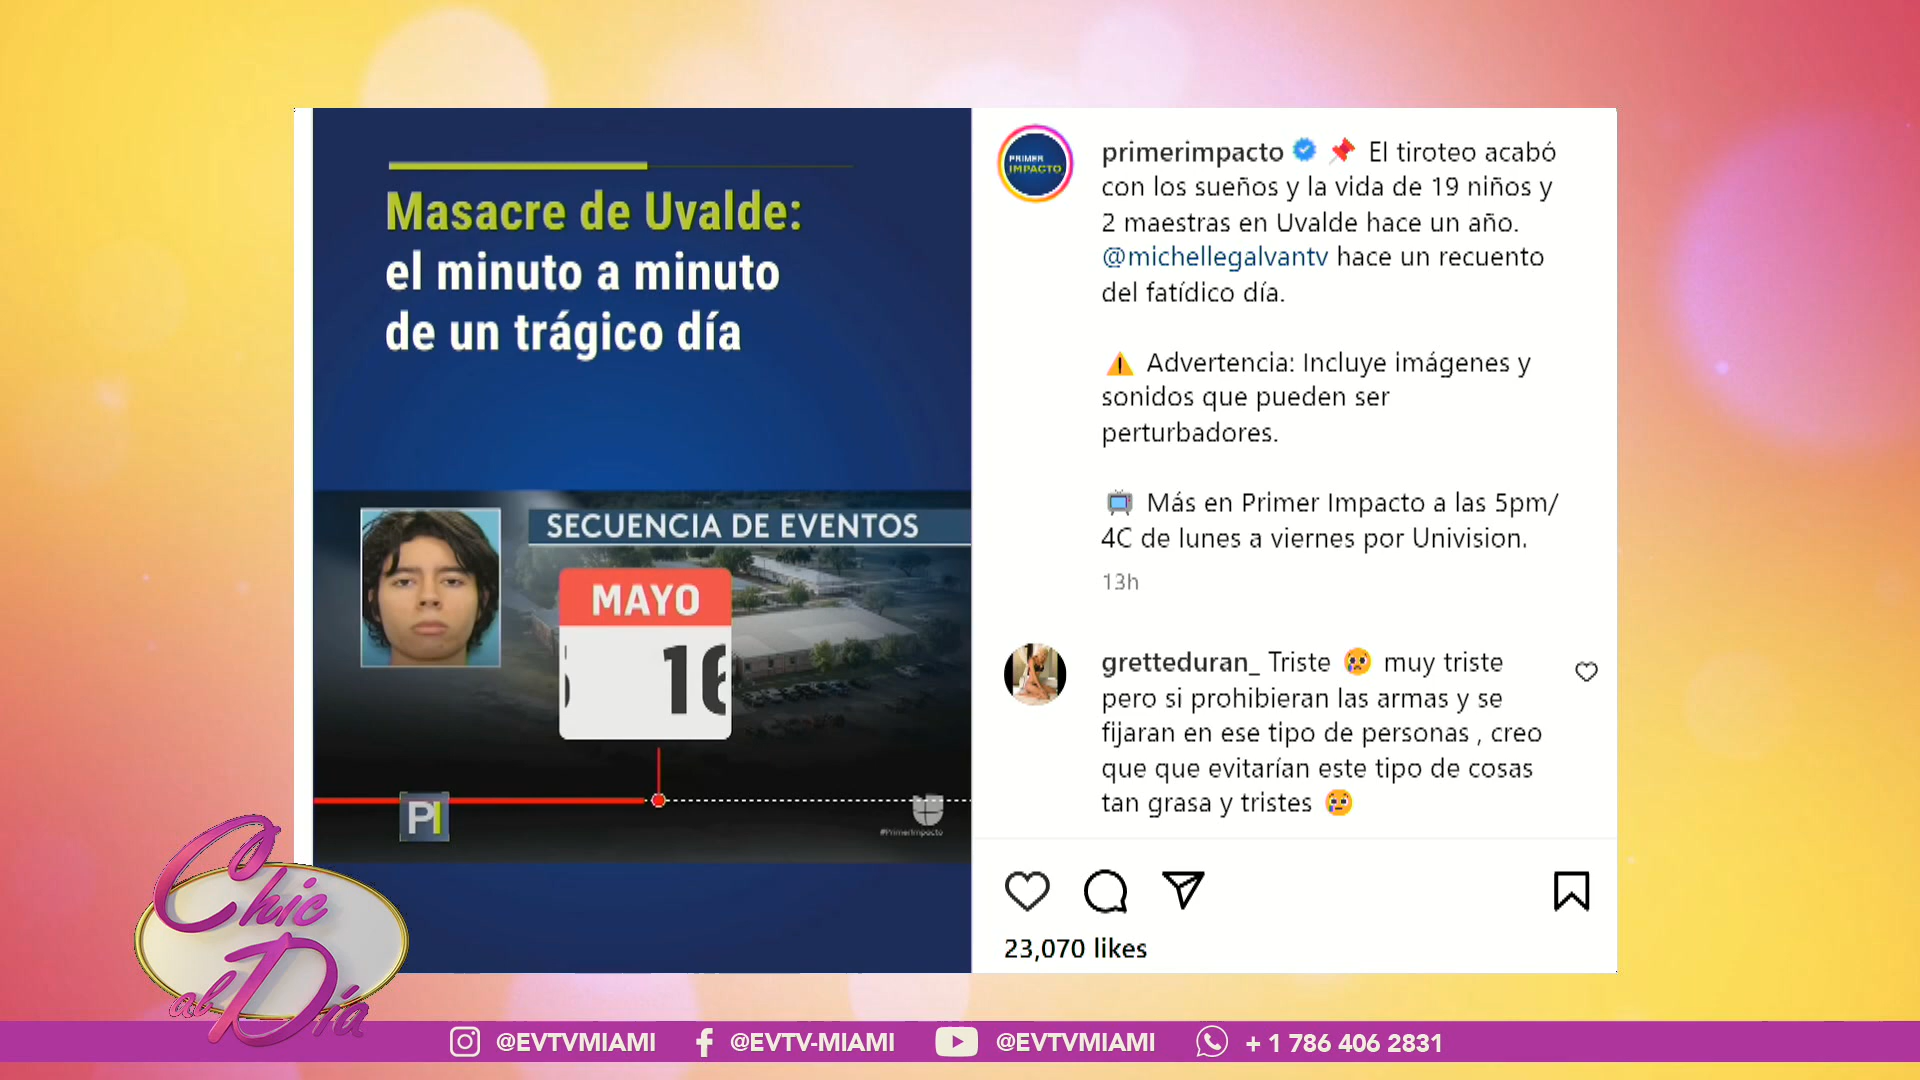 Masacre de Uvalde:
el minuto a minuto
de un trágico día
SECUENCIA DE EVENTOS
MAYO
16
PI
#PrimerImpacto
PRIMER
IMPACTO
primerimpacto 📌 El tiroteo acabó
con los sueños y la vida de 19 niños y
2 maestras en Uvalde hace un año.
@michellegalvantv hace un recuento
del fatídico día.
⚠️ Advertencia: Incluye imágenes y
sonidos que pueden ser
perturbadores.
📺 Más en Primer Impacto a las 5pm/
4C de lunes a viernes por Univision.
13h
gretteduran_ Triste 😢 muy triste
pero si prohibieran las armas y se
fijaran en ese tipo de personas , creo
que que evitarían este tipo de cosas
tan grasa y tristes 😢
23,070 likes
Chic
al Día
@EVTVMIAMI
@EVTV-MIAMI
@EVTVMIAMI
+ 1 786 406 2831